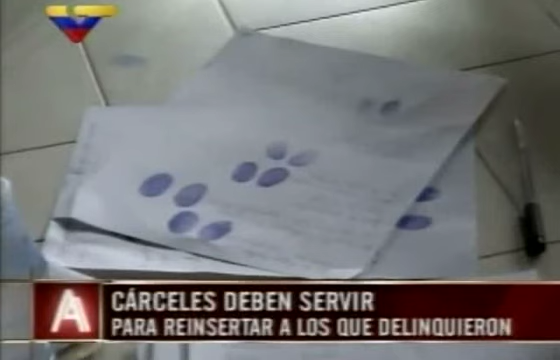 A
CÁRCELES DEBEN SERVIR
PARA REINSERTAR A LOS QUE DELINQUIERON